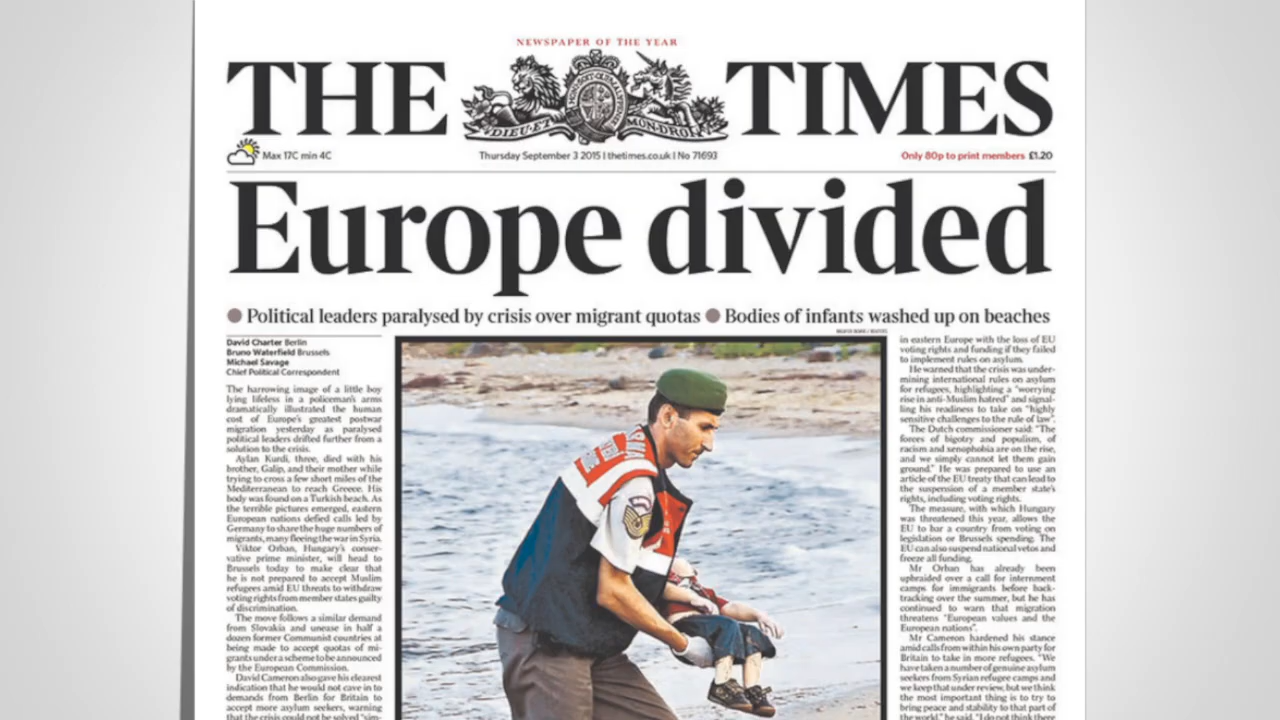 NEWSPAPER OF THE YEAR
THE TIMES
DIEU·ET MON·DROIT
Max 17C min 4C
Thursday September 3 2015 | thetimes.co.uk | No 71693
Only 80p to print members £1.20
Europe divided
Political leaders paralysed by crisis over migrant quotas
Bodies of infants washed up on beaches
David Charter Berlin
Bruno Waterfield Brussels
Michael Savage
Chief Political Correspondent
The harrowing image of a little boy
lying lifeless in a policeman's arms
dramatically illustrated the human
cost of Europe's greatest postwar
migration yesterday as paralysed
political leaders drifted further from a
solution to the crisis.
Aylan Kurdi, three, died with his
brother, Galip, and their mother while
trying to cross a few short miles of the
Mediterranean to reach Greece. His
body was found on a Turkish beach. As
the terrible pictures emerged, eastern
European nations defied calls led by
Germany to share the huge numbers of
migrants, many fleeing the war in Syria.
Viktor Orban, Hungary's conser-
vative prime minister, will head to
Brussels today to make clear that
he is not prepared to accept Muslim
refugees amid EU threats to withdraw
voting rights from member states guilty
of discrimination.
The move follows a similar demand
from Slovakia and unease in half a
dozen former Communist countries at
being made to accept quotas of mi-
grants under a scheme to be announced
by the European Commission.
David Cameron also gave his clearest
indication that he would not cave in to
demands from Berlin for Britain to
accept more asylum seekers, warning
that the crisis could not be solved "sim-
in eastern Europe with the loss of EU
voting rights and funding if they failed
to implement rules on asylum.
He warned that the crisis was under-
mining international rules on asylum
for refugees, highlighting a "worrying
rise in anti-Muslim hatred" and signal-
ling his readiness to take on "highly
sensitive challenges to the rule of law".
The Dutch commissioner said: "The
forces of bigotry and populism, of
racism and xenophobia are on the rise,
and we simply cannot let them gain
ground." He was prepared to use an
article of the EU treaty that can lead to
the suspension of a member state's
rights, including voting rights.
The measure, with which Hungary
was threatened this year, allows the
EU to bar a country from voting on
legislation or Brussels spending. The
EU can also suspend national vetos and
freeze all funding.
Mr Orban has already been
upbraided over a call for internment
camps for immigrants before back-
tracking over the summer, but he has
continued to warn that migration
threatens "European values and the
European nations".
Mr Cameron hardened his stance
amid calls from within his own party for
Britain to take in more refugees. "We
have taken a number of genuine asylum
seekers from Syrian refugee camps and
we keep that under review, but we think
the most important thing is to try to
bring peace and stability to that part of
the world," he said. "I do not think there